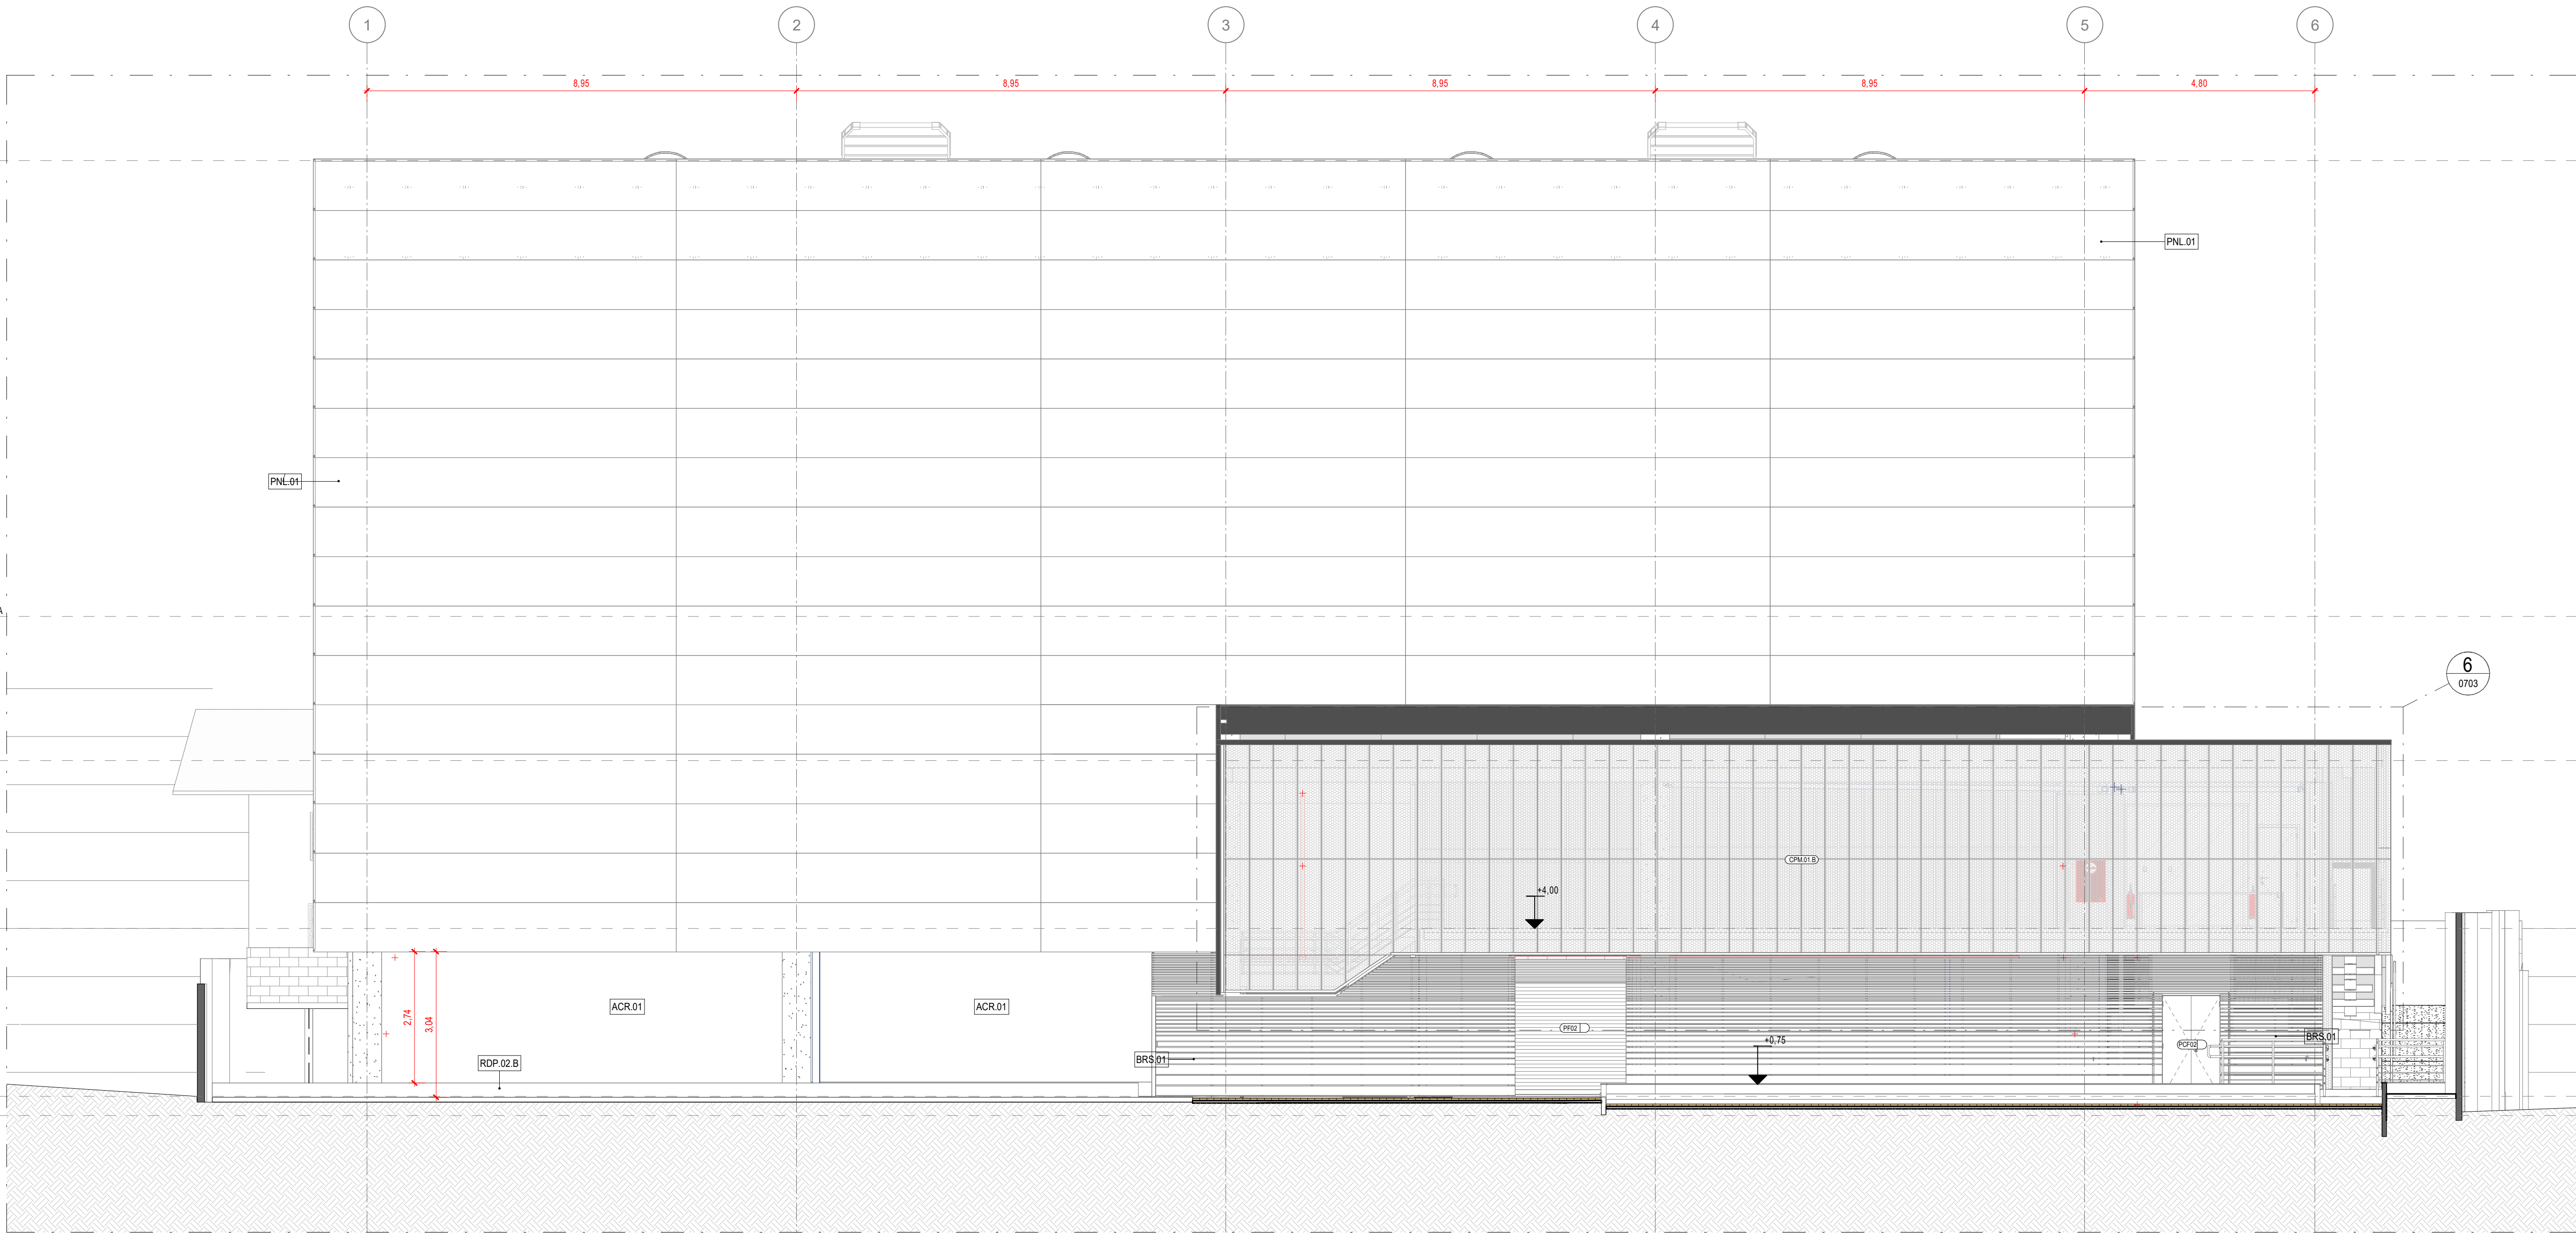 1 2 3 4 5 6
8,95 8,95 8,95 8,95 4,80
PNL.01
PNL.01
A
6
0703
CPM.01.B
+4,00
2,74
3,04
ACR.01
ACR.01
PF02
BRS.01
+0,75
PCF02
BRS.01
RDP.02.B